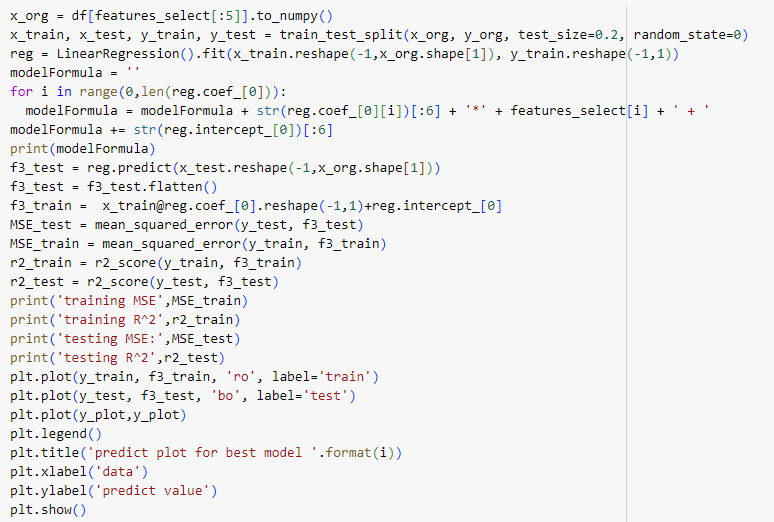 x_org = df[features_select[:5]].to_numpy()
x_train, x_test, y_train, y_test = train_test_split(x_org, y_org, test_size=0.2, random_state=0)
reg = LinearRegression().fit(x_train.reshape(-1,x_org.shape[1]), y_train.reshape(-1,1))
modelFormula = ''
for i in range(0,len(reg.coef_[0])):
  modelFormula = modelFormula + str(reg.coef_[0][i])[:6] + '*' + features_select[i] + ' + '
modelFormula += str(reg.intercept_[0])[:6]
print(modelFormula)
f3_test = reg.predict(x_test.reshape(-1,x_org.shape[1]))
f3_test = f3_test.flatten()
f3_train =  x_train@reg.coef_[0].reshape(-1,1)+reg.intercept_[0]
MSE_test = mean_squared_error(y_test, f3_test)
MSE_train = mean_squared_error(y_train, f3_train)
r2_train = r2_score(y_train, f3_train)
r2_test = r2_score(y_test, f3_test)
print('training MSE',MSE_train)
print('training R^2',r2_train)
print('testing MSE:',MSE_test)
print('testing R^2',r2_test)
plt.plot(y_train, f3_train, 'ro', label='train')
plt.plot(y_test, f3_test, 'bo', label='test')
plt.plot(y_plot,y_plot)
plt.legend()
plt.title('predict plot for best model '.format(i))
plt.xlabel('data')
plt.ylabel('predict value')
plt.show()